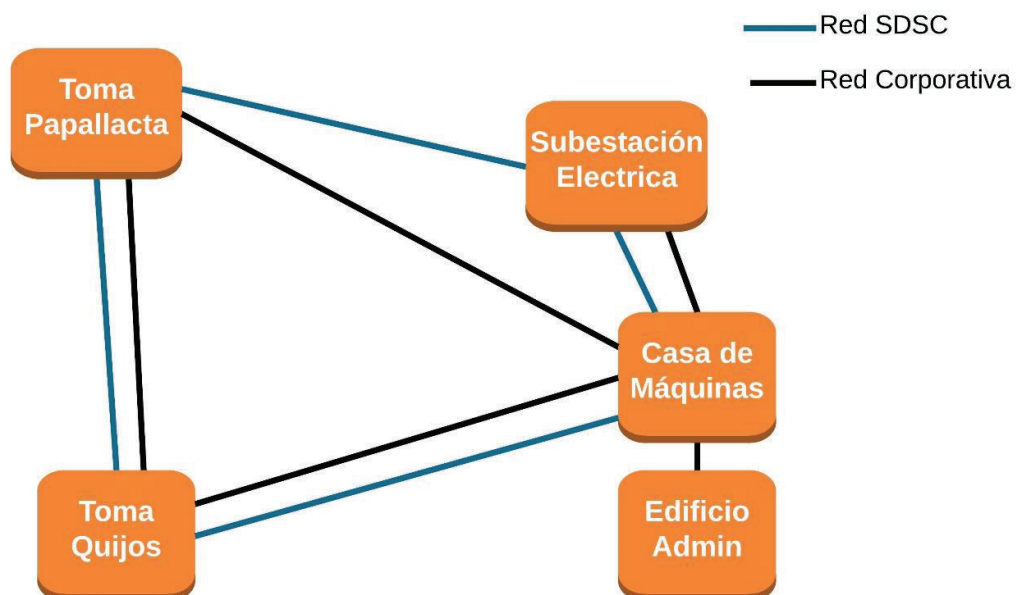 Red SDSC
Red Corporativa
Toma
Papallacta
Subestación
Electrica
Casa de
Máquinas
Toma
Quijos
Edificio
Admin